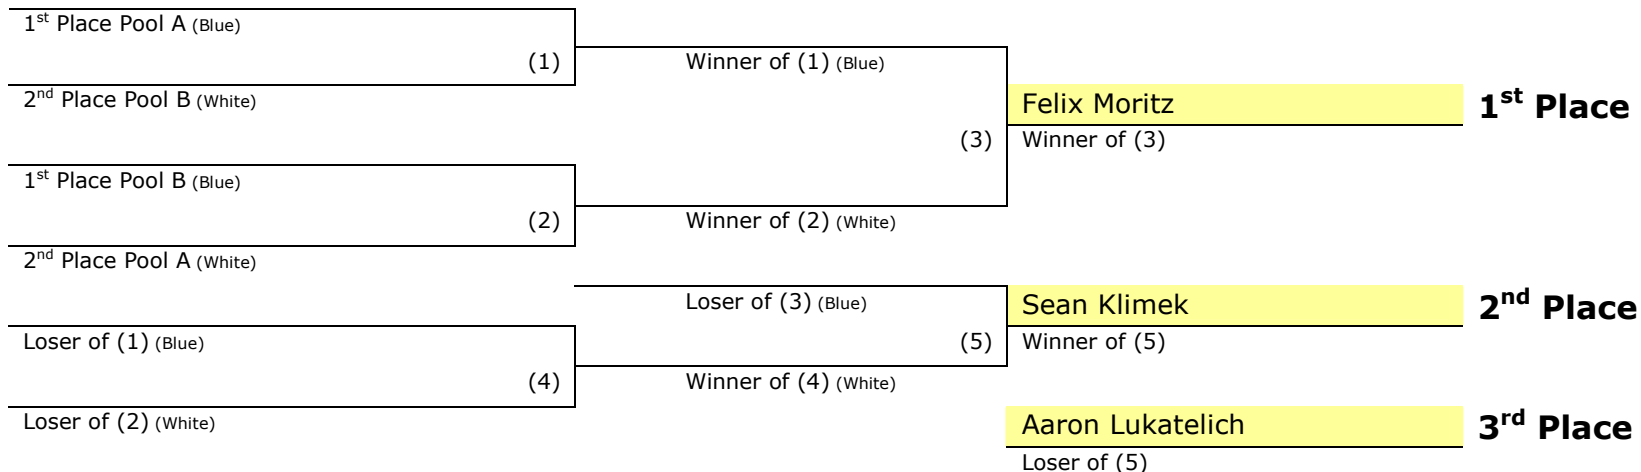 1st Place Pool A (Blue)
(1)
Winner of (1) (Blue)
2nd Place Pool B (White)
Felix Moritz
1st Place
(3)
Winner of (3)
1st Place Pool B (Blue)
(2)
Winner of (2) (White)
2nd Place Pool A (White)
Loser of (3) (Blue)
Sean Klimek
2nd Place
Loser of (1) (Blue)
(5)
Winner of (5)
(4)
Winner of (4) (White)
Loser of (2) (White)
Aaron Lukatelich
3rd Place
Loser of (5)